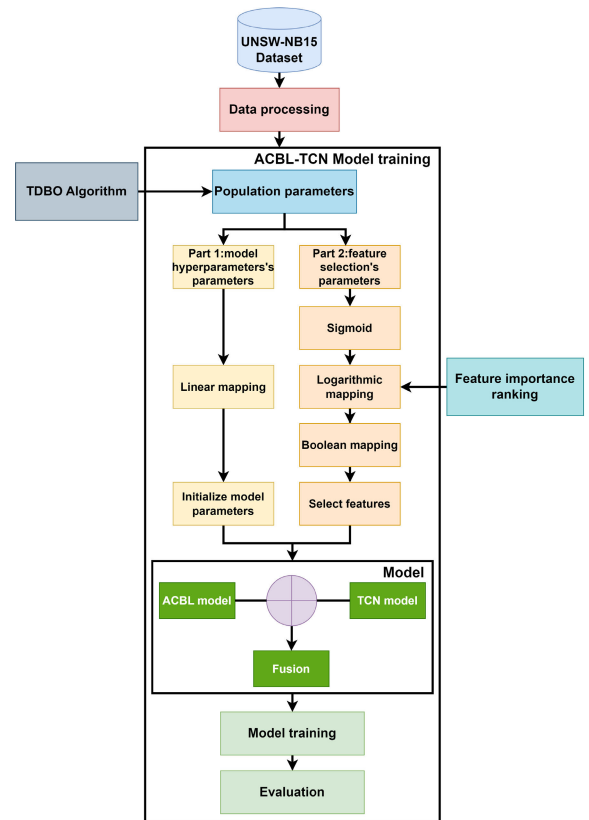 UNSW-NB15
Dataset
Data processing
ACBL-TCN Model training
TDBO Algorithm
Population parameters
Part 1:model
hyperparameters's
parameters
Part 2:feature
selection's
parameters
Sigmoid
Linear mapping
Logarithmic
mapping
Feature importance
ranking
Boolean mapping
Initialize model
parameters
Select features
Model
ACBL model
TCN model
Fusion
Model training
Evaluation